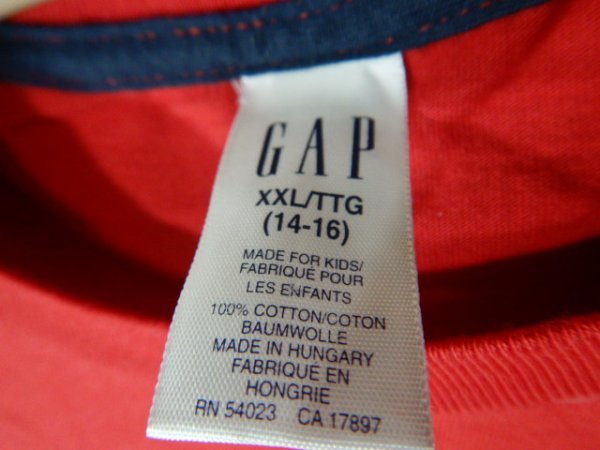 GAP
XXL/TTG
(14-16)
MADE FOR KIDS/
FABRIQUÉ POUR
LES ENFANTS
100% COTTON/COTON
BAUMWOLLE
MADE IN HUNGARY
FABRIQUÉ EN
HONGRIE
RN 54023 CA 17897